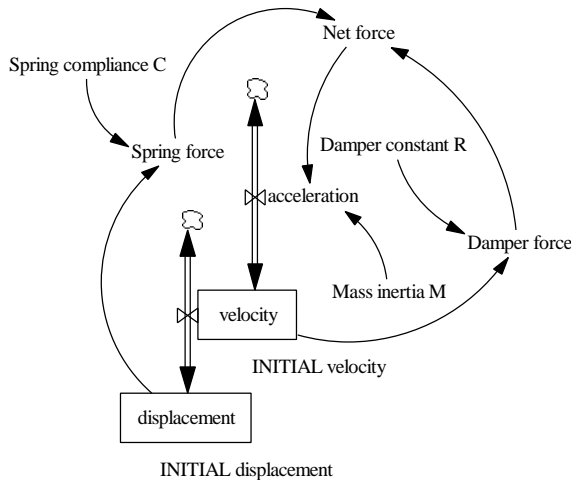 Net force
Spring compliance C
Spring force
Damper constant R
acceleration
Damper force
Mass inertia M
velocity
INITIAL velocity
displacement
INITIAL displacement